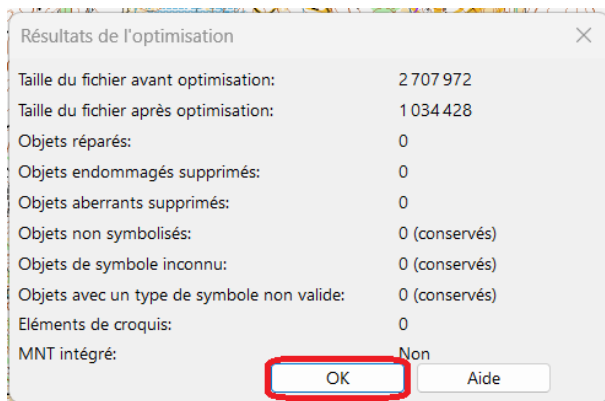 Résultats de l'optimisation
Taille du fichier avant optimisation: 2 707 972
Taille du fichier après optimisation: 1 034 428
Objets réparés: 0
Objets endommagés supprimés: 0
Objets aberrants supprimés: 0
Objets non symbolisés: 0 (conservés)
Objets de symbole inconnu: 0 (conservés)
Objets avec un type de symbole non valide: 0 (conservés)
Eléments de croquis: 0
MNT intégré: Non
OK Aide